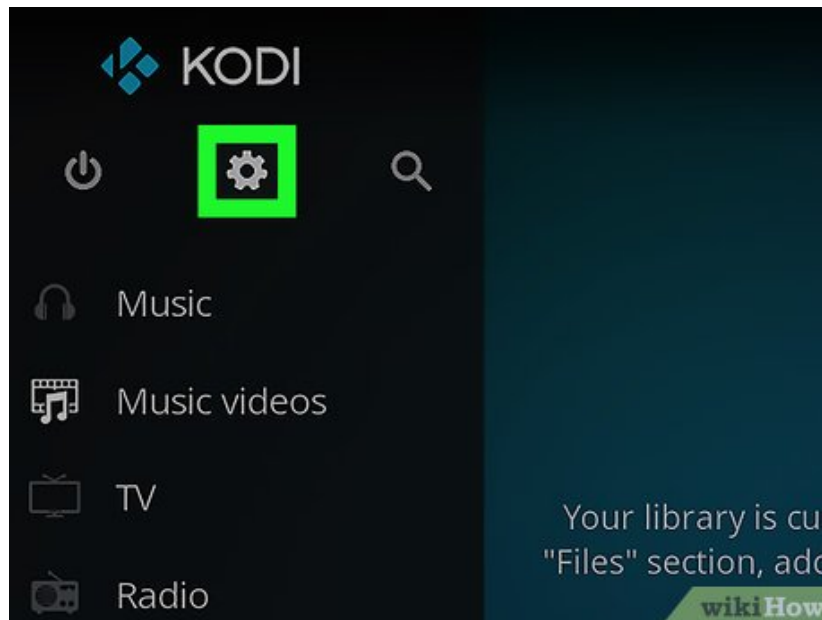 KODI
Music
Music videos
TV
Radio
Your library is cu
"Files" section, add
wikiHow